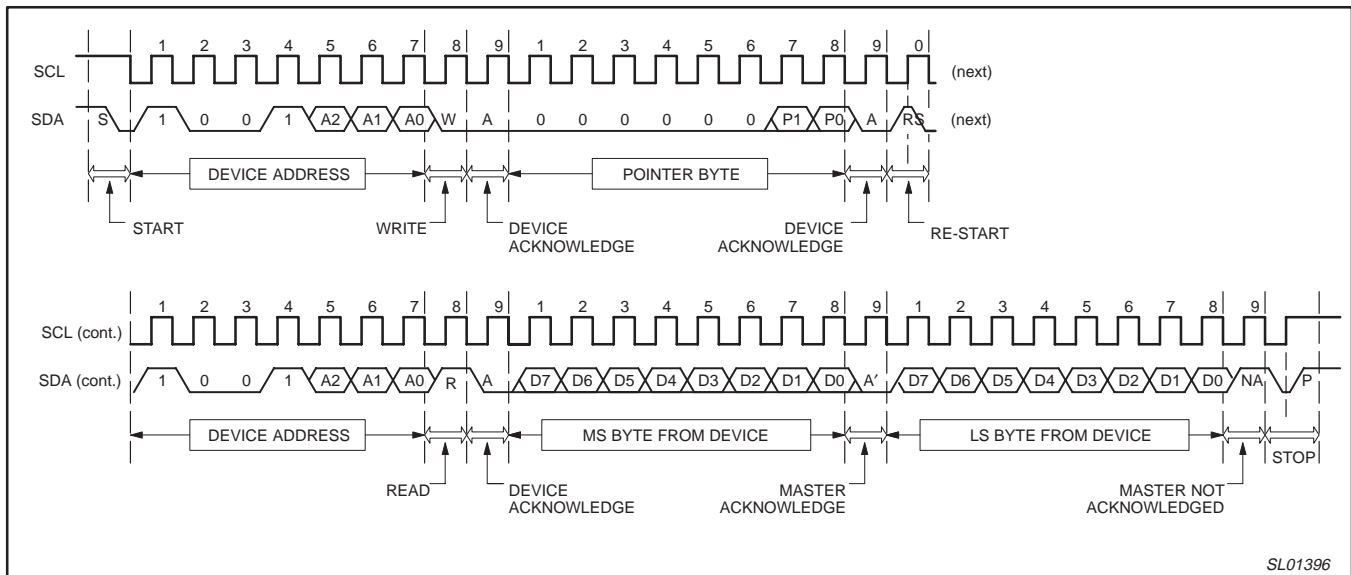 1 2 3 4 5 6 7 8 9 1 2 3 4 5 6 7 8 9 0
SCL (next)
SDA S 1 0 0 1 A2 A1 A0 W A 0 0 0 0 0 0 P1 P0 A RS (next)
DEVICE ADDRESS POINTER BYTE
START WRITE DEVICE ACKNOWLEDGE DEVICE ACKNOWLEDGE RE-START
1 2 3 4 5 6 7 8 9 1 2 3 4 5 6 7 8 9 1 2 3 4 5 6 7 8 9
SCL (cont.)
SDA (cont.) 1 0 0 1 A2 A1 A0 R A D7 D6 D5 D4 D3 D2 D1 D0 A′ D7 D6 D5 D4 D3 D2 D1 D0 NA P
DEVICE ADDRESS MS BYTE FROM DEVICE LS BYTE FROM DEVICE STOP
READ DEVICE ACKNOWLEDGE MASTER ACKNOWLEDGE MASTER NOT ACKNOWLEDGED
SL01396